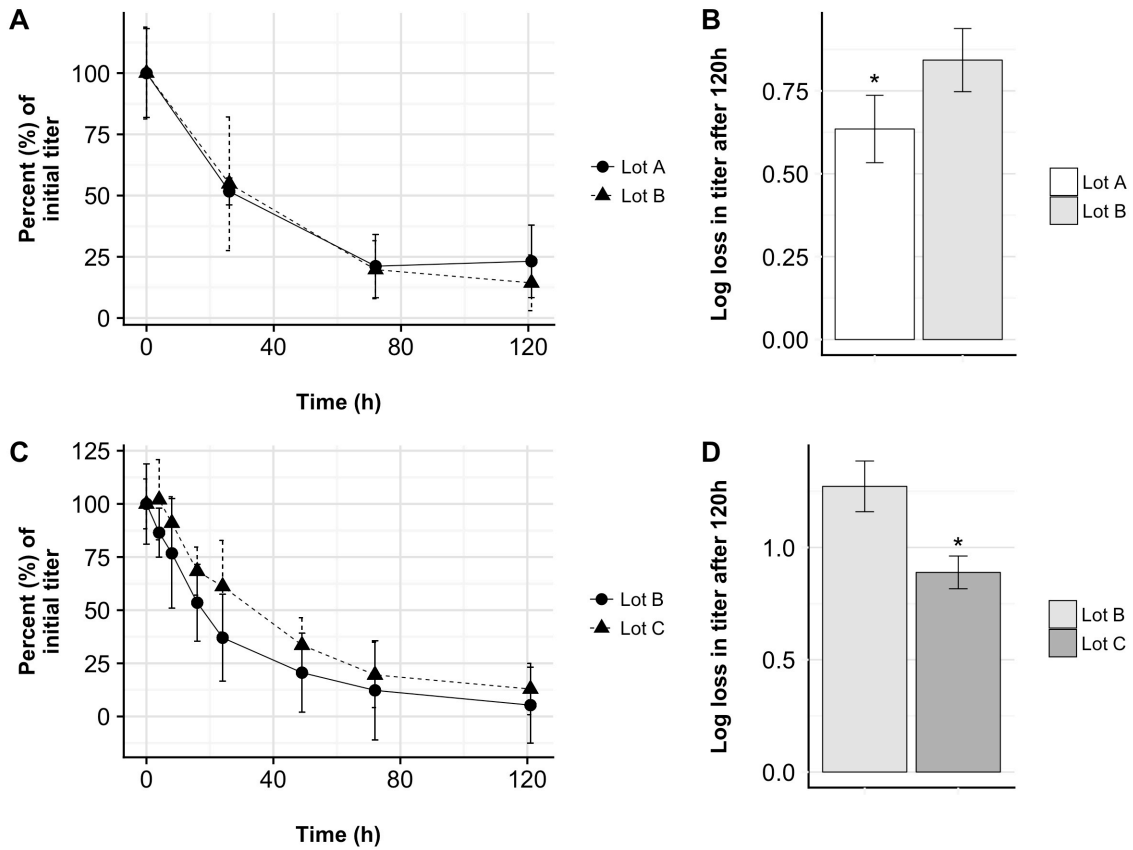 A
Percent (%) of
initial titer
100
75
50
25
0
0 40 80 120
Time (h)
Lot A
Lot B
B
Log loss in titer after 120h
0.75
0.50
0.25
0.00
*
Lot A
Lot B
C
Percent (%) of
initial titer
125
100
75
50
25
0
0 40 80 120
Time (h)
Lot B
Lot C
D
Log loss in titer after 120h
1.0
0.5
0.0
*
Lot B
Lot C